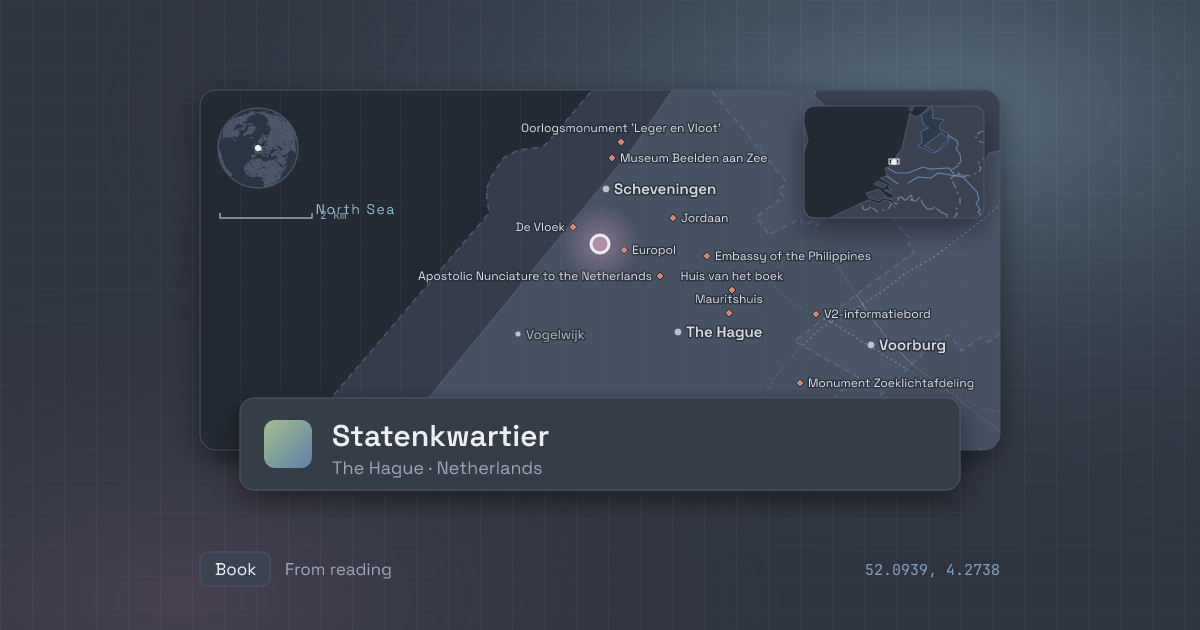 Oorlogsmonument 'Leger en Vloot'
Museum Beelden aan Zee
Scheveningen
North Sea
2 km
Jordaan
De Vloek
Europol
Embassy of the Philippines
Apostolic Nunciature to the Netherlands
Huis van het boek
Mauritshuis
V2-informatiebord
Vogelwijk
The Hague
Voorburg
Monument Zoeklichtafdeling
Statenkwartier
The Hague · Netherlands
Book
From reading
52.0939, 4.2738